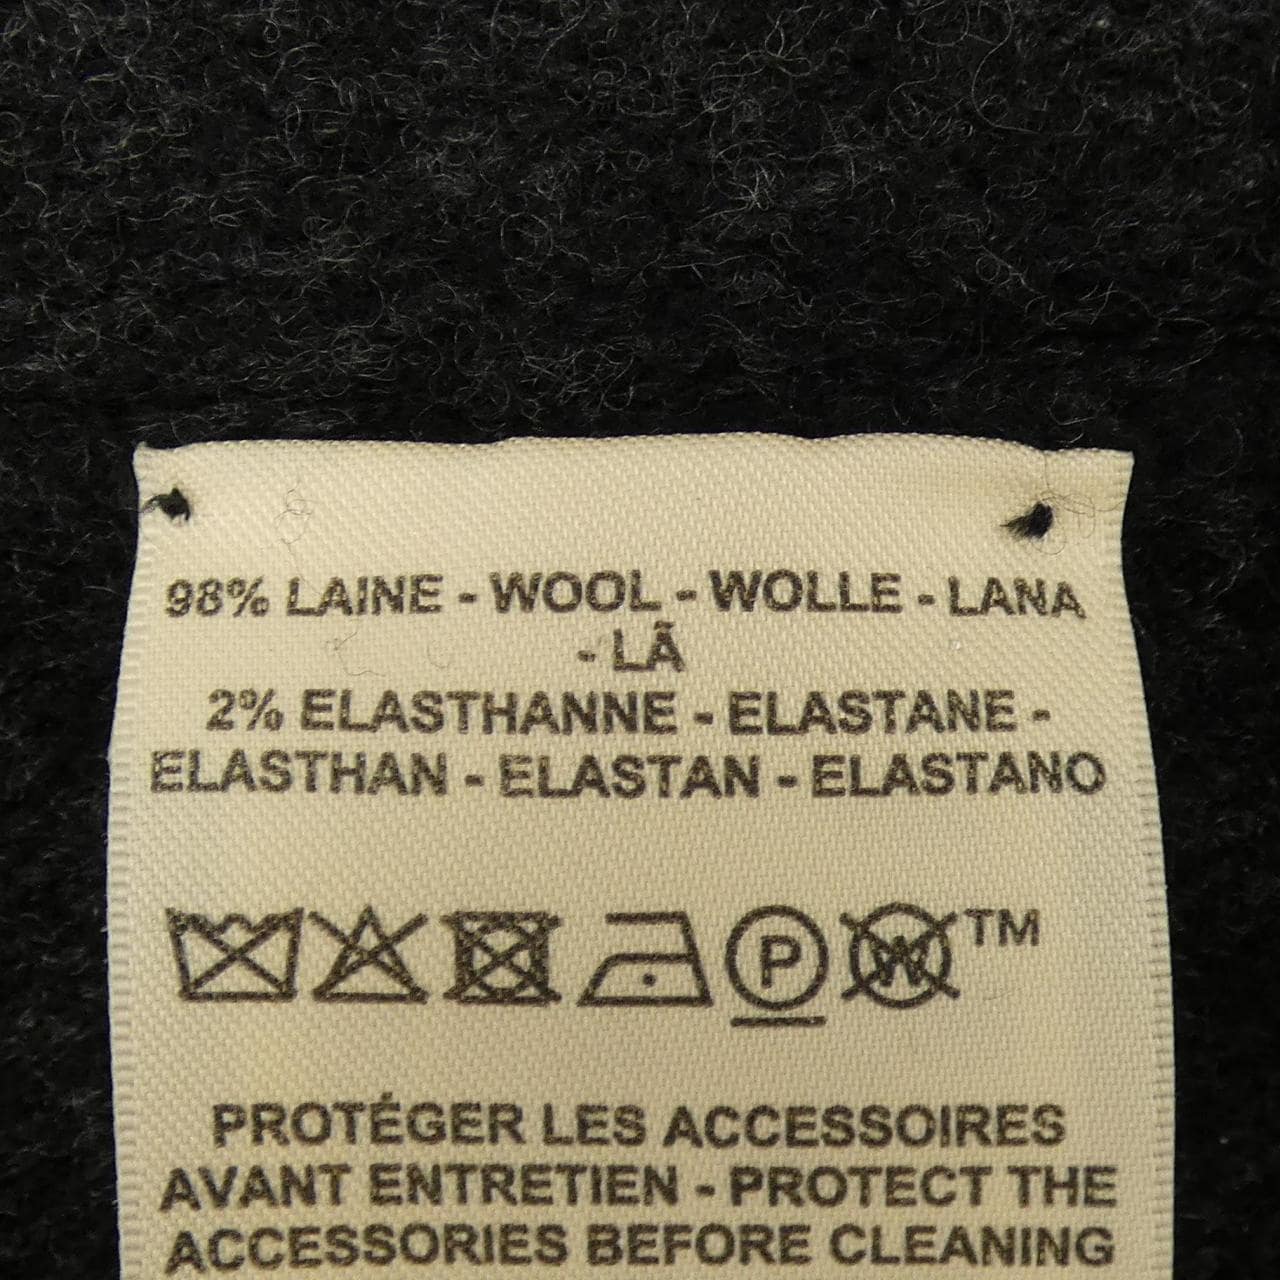 98% LAINE - WOOL - WOLLE - LANA
- LÃ
2% ELASTHANNE - ELASTANE -
ELASTHAN - ELASTAN - ELASTANO
P W TM
PROTÉGER LES ACCESSOIRES
AVANT ENTRETIEN - PROTECT THE
ACCESSORIES BEFORE CLEANING